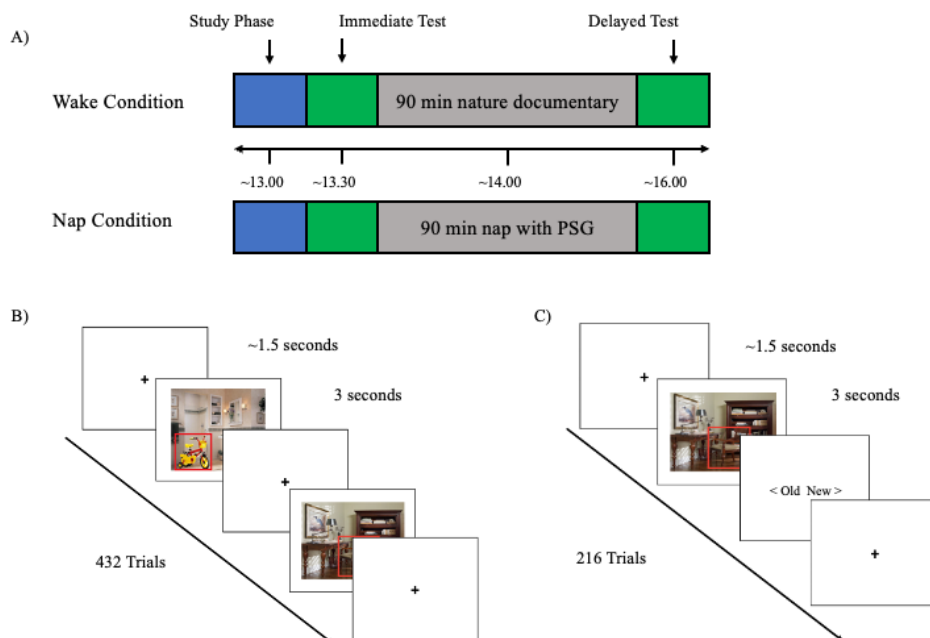 A)
Study Phase
Immediate Test
Delayed Test
Wake Condition
90 min nature documentary
~13.00
~13.30
~14.00
~16.00
Nap Condition
90 min nap with PSG
B)
~1.5 seconds
3 seconds
432 Trials
C)
~1.5 seconds
3 seconds
< Old New >
216 Trials